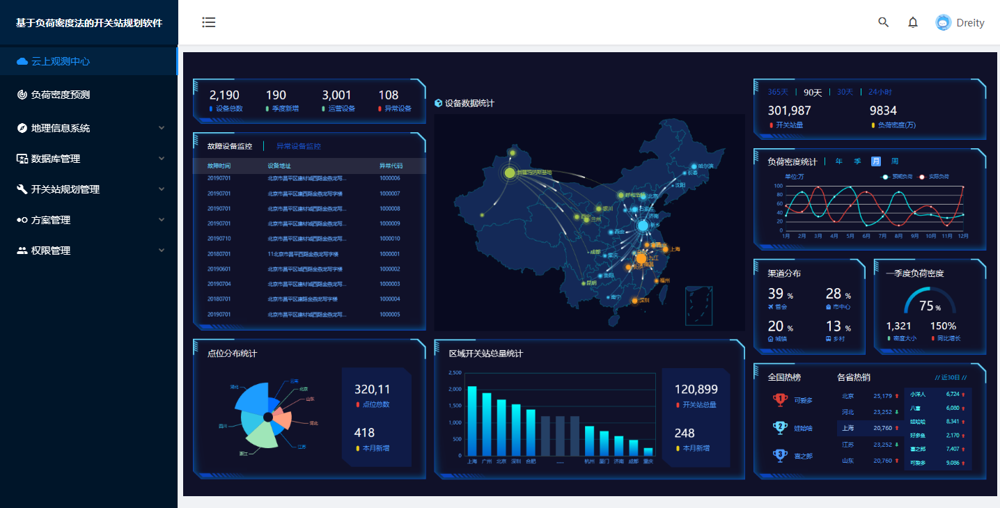 基于负荷密度法的开关站规划软件
Dreity
云上观测中心
负荷密度预测
地理信息系统
数据库管理
开关站规划管理
方案管理
权限管理
2,190 190 3,001 108
设备总数 季度新增 运营设备 异常设备
故障设备监控 异常设备监控
故障时间 设备地址 异常代码
20190701 北京市昌平区建材城西路金燕龙写... 1000006
20190701 北京市昌平区城西路金燕龙写字楼 1000007
20190701 北京市昌平区建材城西路金燕龙写... 1000008
20190701 北京市昌平区建材城西路金燕龙写... 1000009
20190710 北京市昌平区建材城西路金燕龙写... 1000010
20180701 11北京市昌平西路金燕龙写字楼 1000001
20190601 北京市昌平区城西路金燕龙写字楼 1000002
20190704 北京市昌平区建材城西路金燕龙写... 1000003
20180701 北京市昌平区建路金燕龙写字楼 1000004
20190701 北京市昌平区建材城西路金燕龙写... 1000005
点位分布统计
云南
北京
山东
河北
江苏
浙江
四川
湖北
320,11
点位总数
418
本月新增
设备数据统计
新疆玛纳斯基地
哈尔滨
长春
沈阳
呼和浩特
北京
银川
石家庄
兰州
济南
新乡
西安
成都
重庆
上海
九江
南昌
贵阳
昆明
福州
南宁
深圳
区域开关站总量统计
2,500
2,000
1,500
1,000
500
0
上海 广州 北京 深圳 合肥 ...... 杭州 厦门 济南 成都 重庆
120,899
开关站总量
248
本月新增
365天 90天 30天 24小时
301,987 9834
开关站量 负荷密度(万)
负荷密度统计 年 季 月 周
单位:万 预期负荷 实际负荷
100
80
60
40
20
0
1月 2月 3月 4月 5月 6月 7月 8月 9月 10月 11月 12月
渠道分布
39 % 28 %
省会 市中心
20 % 13 %
城镇 乡村
一季度负荷密度
75 %
1,321 150%
密度大小 同比增长
全国热榜
可爱多
娃哈哈
喜之郎
各省热销 // 近30日 //
北京 25,179
河北 23,252
上海 20,760
江苏 23,252
山东 20,760
小洋人 6,724
八喜 6,080
娃哈哈 8,341
好多鱼 2,170
喜之郎 7,407
可爱多 9,086